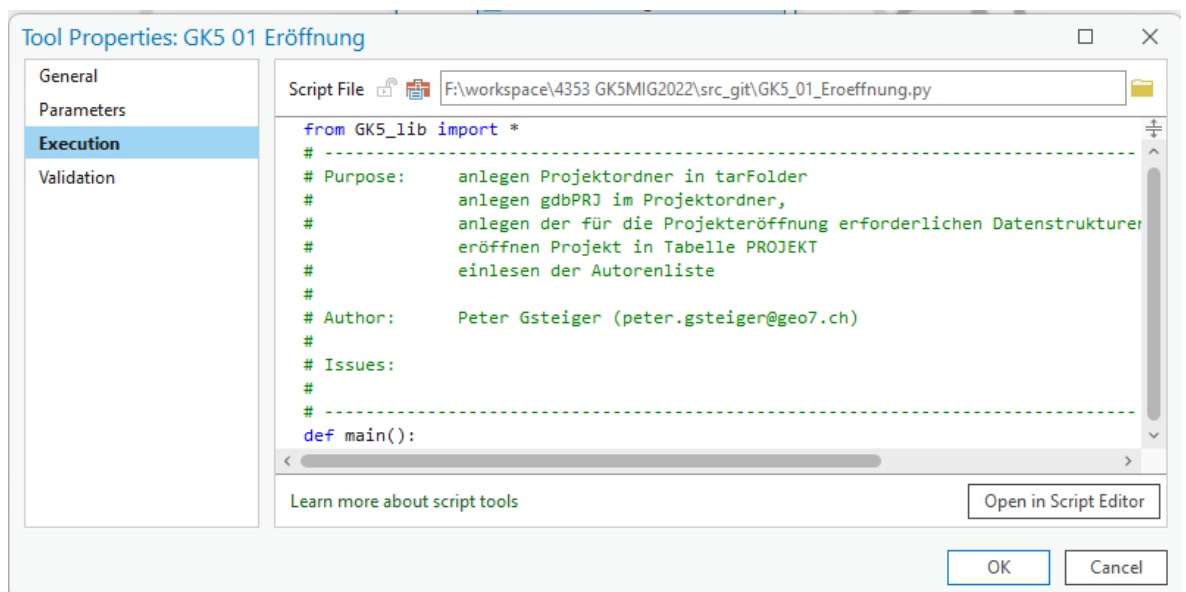 Tool Properties: GK5 01 Eröffnung
General
Parameters
Execution
Validation
Script File F:\workspace\4353 GK5MIG2022\src_git\GK5_01_Eroeffnung.py
from GK5_lib import *
# -------------------------------------------------------------------------------
# Purpose: anlegen Projektordner in tarFolder
# anlegen gdbPRJ im Projektordner,
# anlegen der für die Projekteröffnung erforderlichen Datenstrukturen
# eröffnen Projekt in Tabelle PROJEKT
# einlesen der Autorenliste
#
# Author: Peter Gsteiger (peter.gsteiger@geo7.ch)
#
# Issues:
#
# -------------------------------------------------------------------------------
def main():
Learn more about script tools
Open in Script Editor
OK Cancel